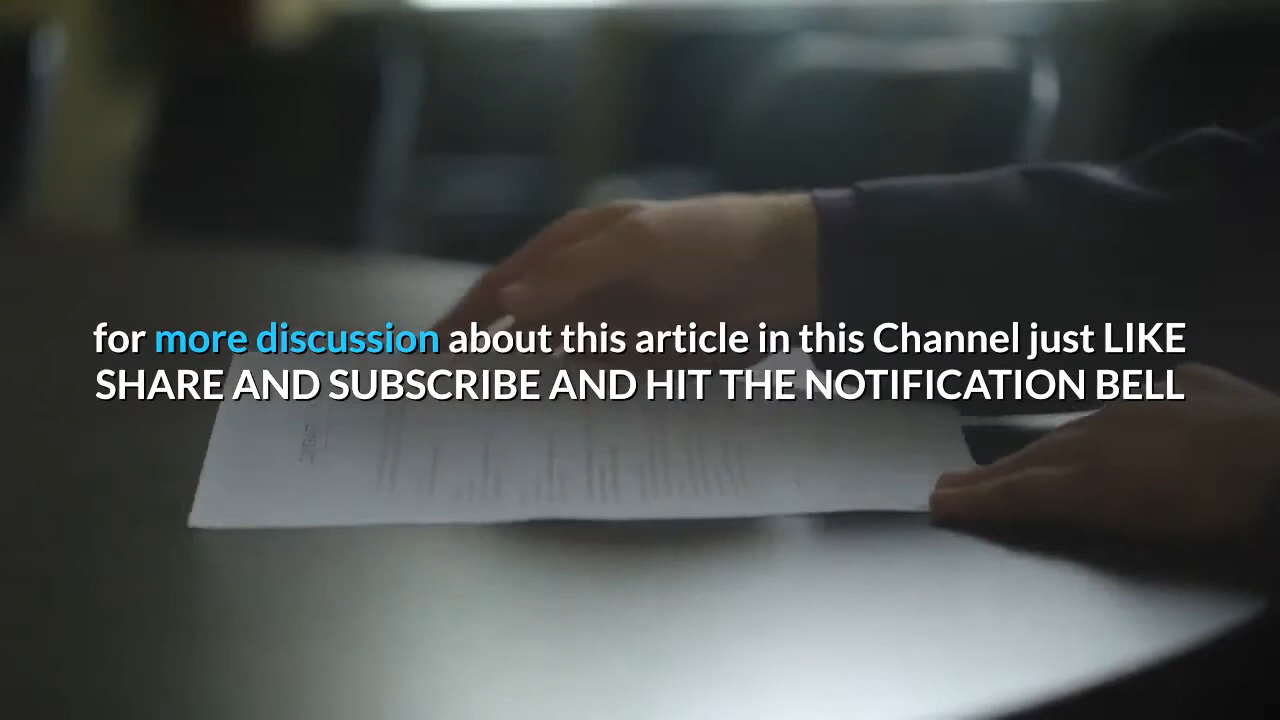 for more discussion about this article in this Channel just LIKE
SHARE AND SUBSCRIBE AND HIT THE NOTIFICATION BELL